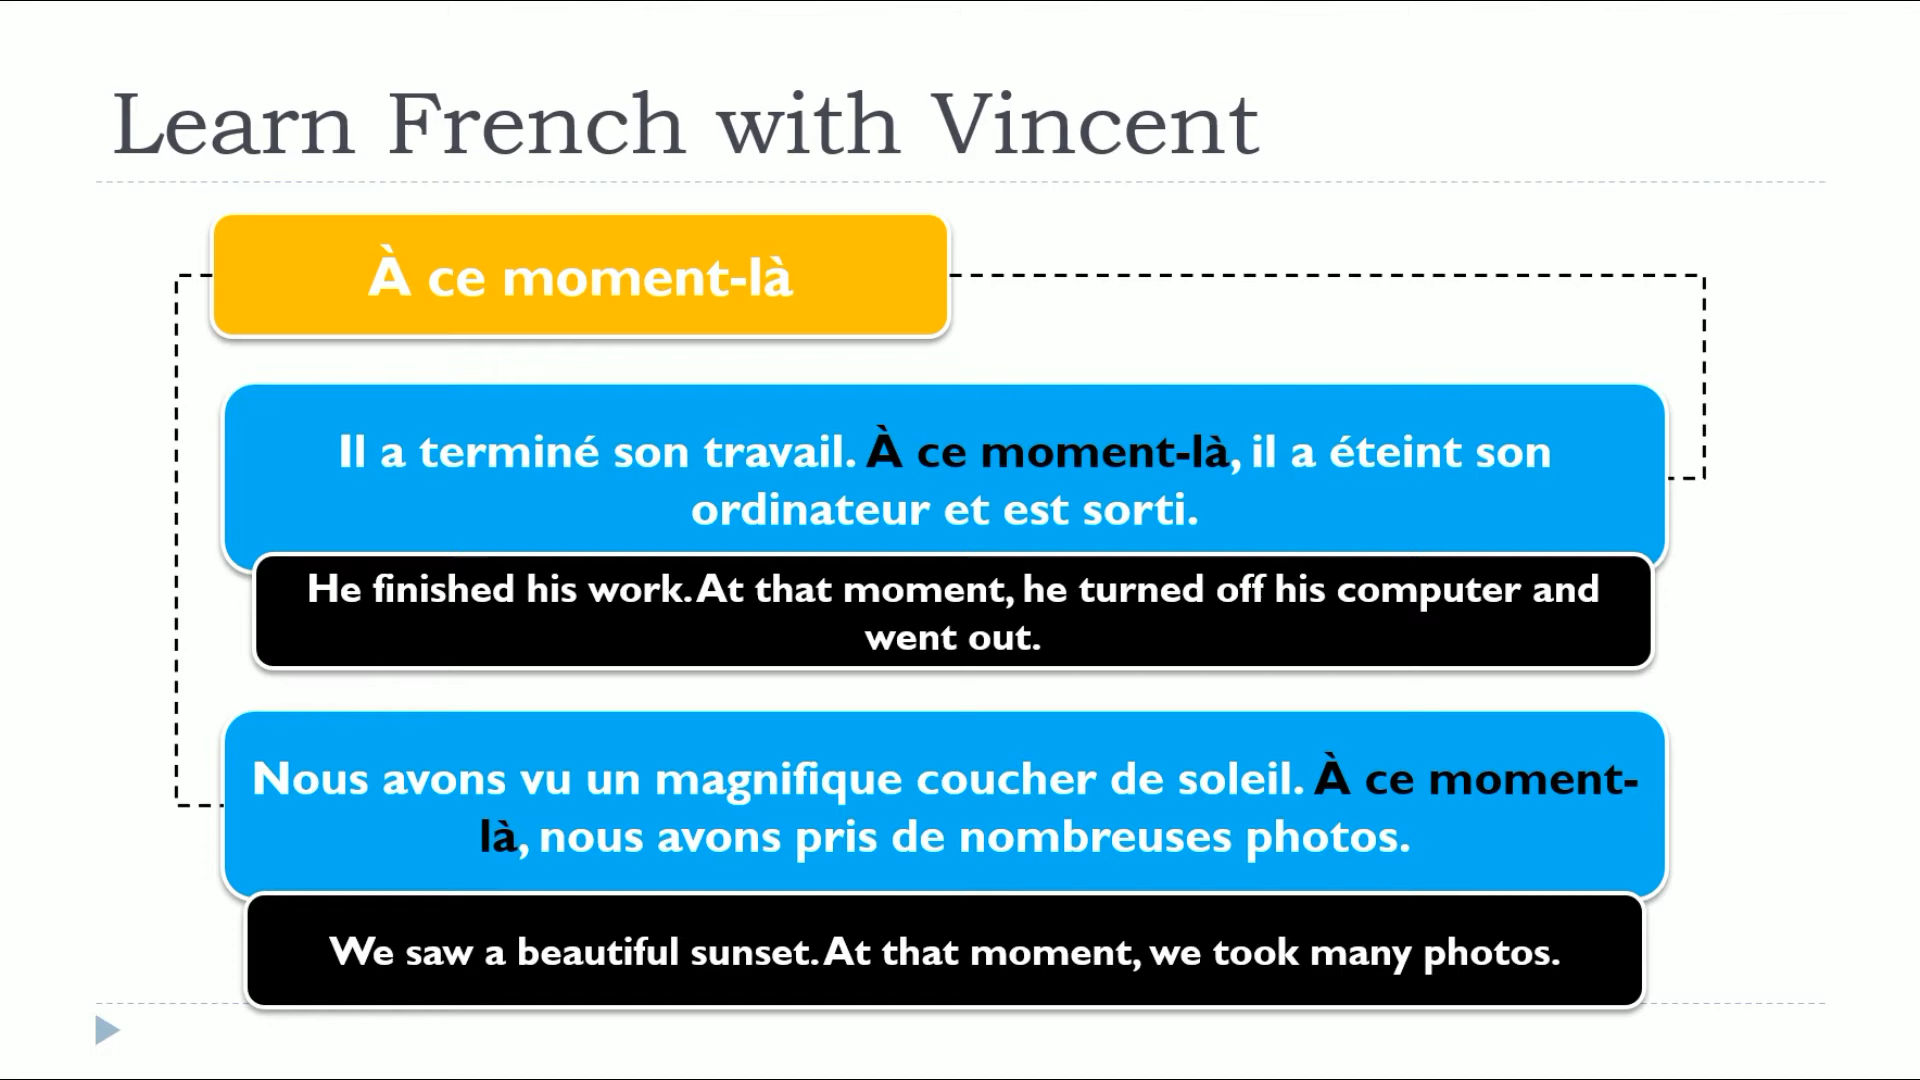 Learn French with Vincent
À ce moment-là
Il a terminé son travail. À ce moment-là, il a éteint son
ordinateur et est sorti.
He finished his work. At that moment, he turned off his computer and
went out.
Nous avons vu un magnifique coucher de soleil. À ce moment-
là, nous avons pris de nombreuses photos.
We saw a beautiful sunset. At that moment, we took many photos.